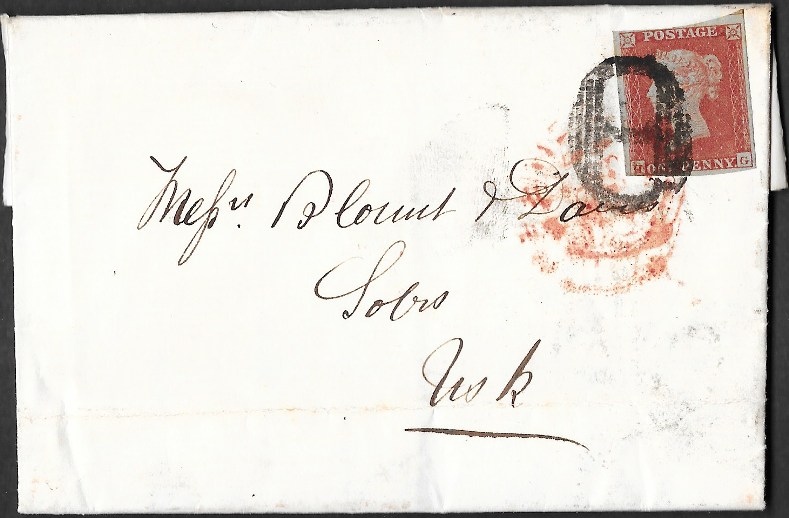 POSTAGE
ONE PENNY
G
Messrs. Blount & Davis
Solrs
Usk